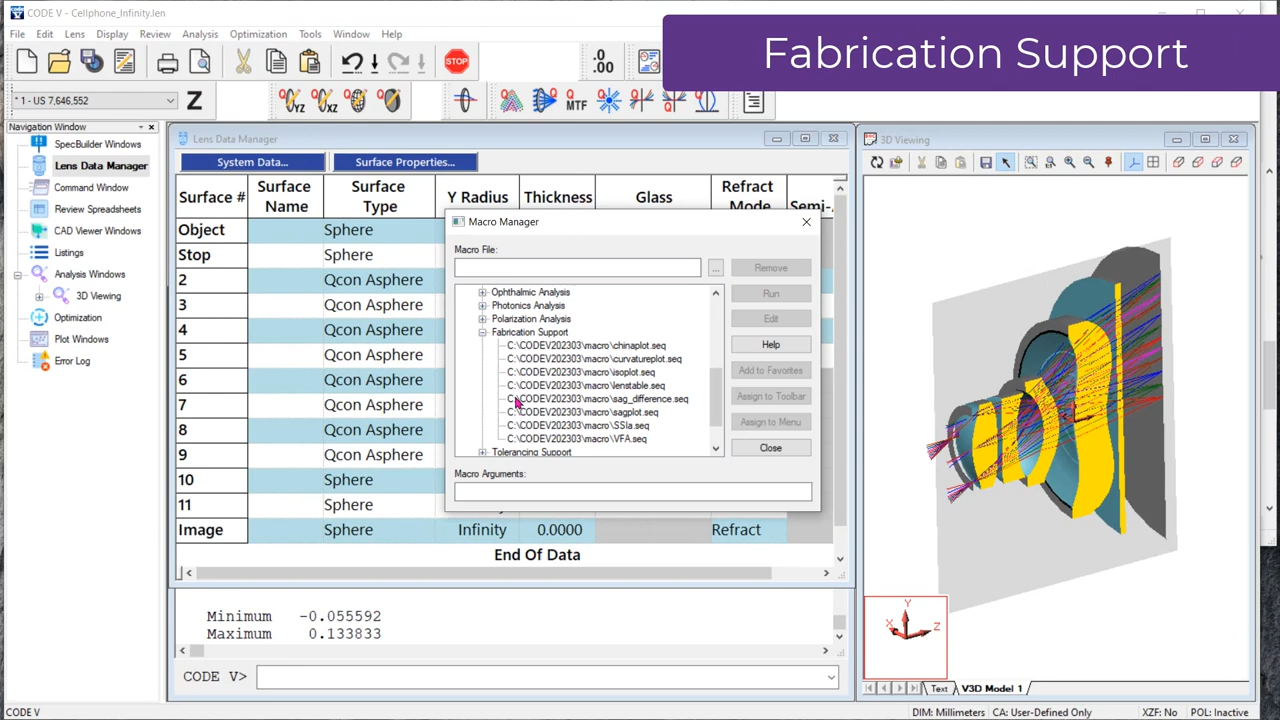 CODE V - Cellphone_Infinity.len
Fabrication Support
File Edit Lens Display Review Analysis Optimization Tools Window Help
STOP
.0
.00
* 1 - US 7,646,552
Z
YZ
XZ
MTF
Navigation Window
SpecBuilder Windows
Lens Data Manager
Command Window
Review Spreadsheets
CAD Viewer Windows
Listings
Analysis Windows
3D Viewing
Optimization
Plot Windows
Error Log
Lens Data Manager
System Data...
Surface Properties...
Surface #
Surface Name
Surface Type
Y Radius
Thickness
Glass
Refract Mode
Object Sphere
Stop Sphere
2 Qcon Asphere
3 Qcon Asphere
4 Qcon Asphere
5 Qcon Asphere
6 Qcon Asphere
7 Qcon Asphere
8 Qcon Asphere
9 Qcon Asphere
10 Sphere
11 Sphere
Image Sphere Infinity 0.0000 Refract
End Of Data
Macro Manager
Macro File:
...
Remove
Run
Edit
Help
Add to Favorites
Assign to Toolbar
Assign to Menu
Close
Ophthalmic Analysis
Photonics Analysis
Polarization Analysis
Fabrication Support
C:\CODEV202303\macro\chinaplot.seq
C:\CODEV202303\macro\curvatureplot.seq
C:\CODEV202303\macro\isoplot.seq
C:\CODEV202303\macro\lenstable.seq
C:\CODEV202303\macro\sag_difference.seq
C:\CODEV202303\macro\sagplot.seq
C:\CODEV202303\macro\SSIa.seq
C:\CODEV202303\macro\VFA.seq
Tolerancing Support
Macro Arguments:
Minimum -0.055592
Maximum 0.133833
CODE V>
3D Viewing
Y
X
Z
Text
V3D Model 1
CODE V
DIM: Millimeters CA: User-Defined Only XZF: No POL: Inactive